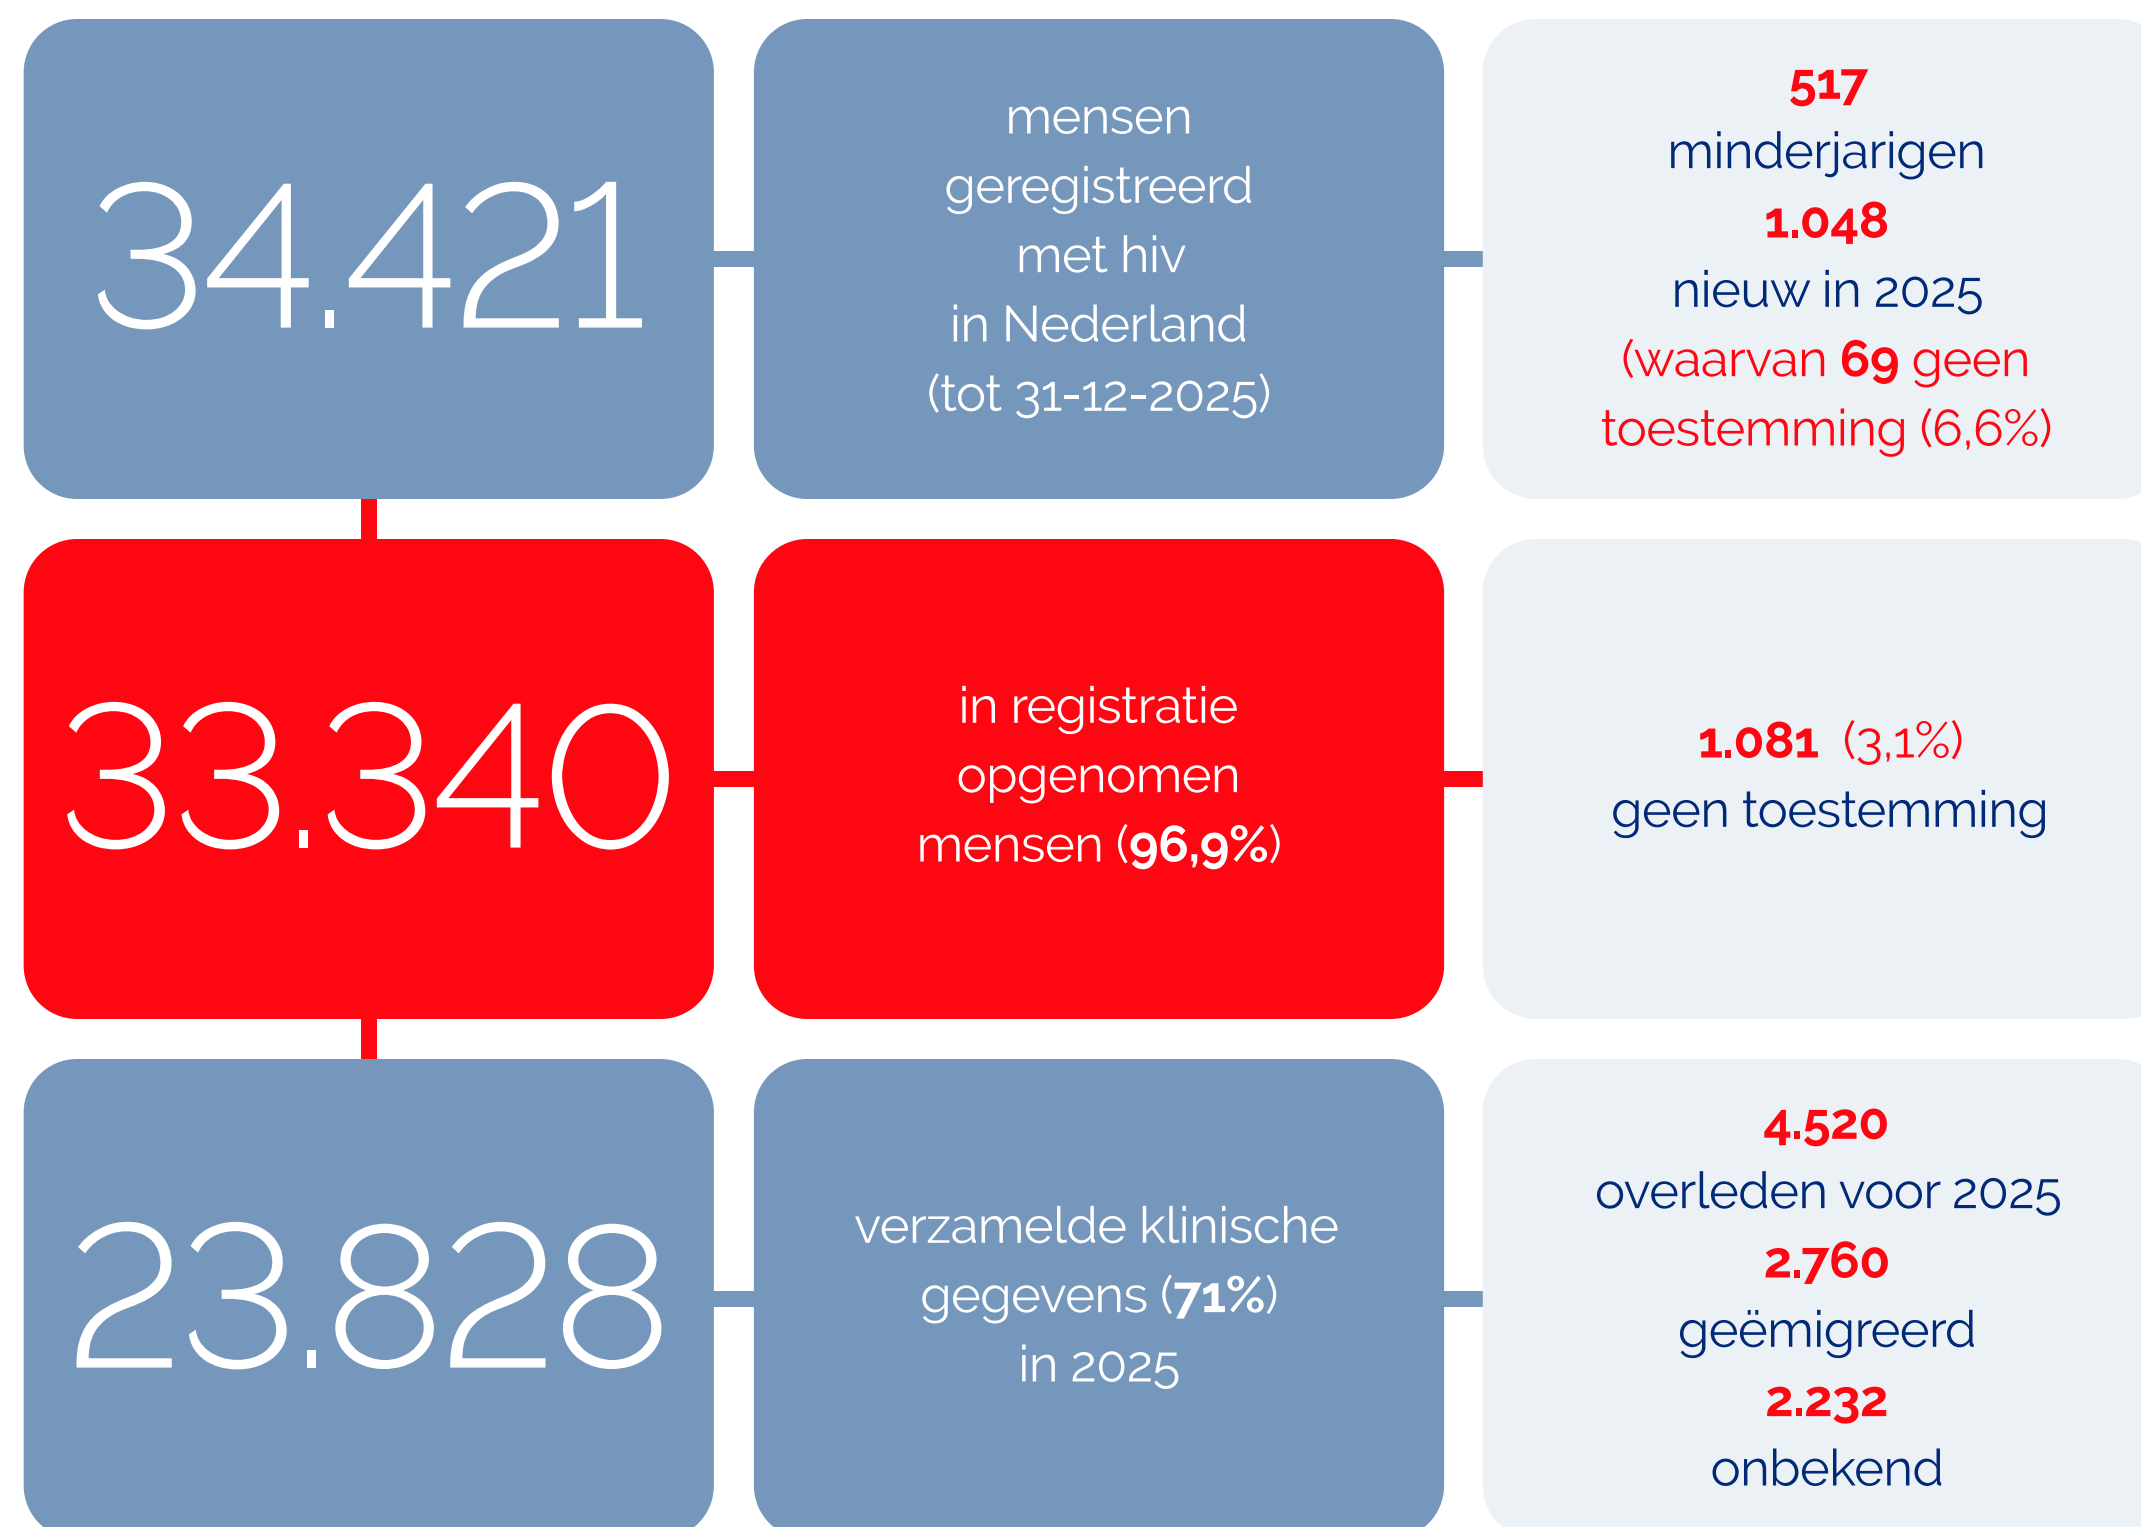 34.421
mensen
geregistreerd
met hiv
in Nederland
(tot 31-12-2025)
517
minderjarigen
1.048
nieuw in 2025
(waarvan 69 geen
toestemming (6,6%)
33.340
in registratie
opgenomen
mensen (96,9%)
1.081 (3,1%)
geen toestemming
23.828
verzamelde klinische
gegevens (71%)
in 2025
4.520
overleden voor 2025
2.760
geëmigreerd
2.232
onbekend